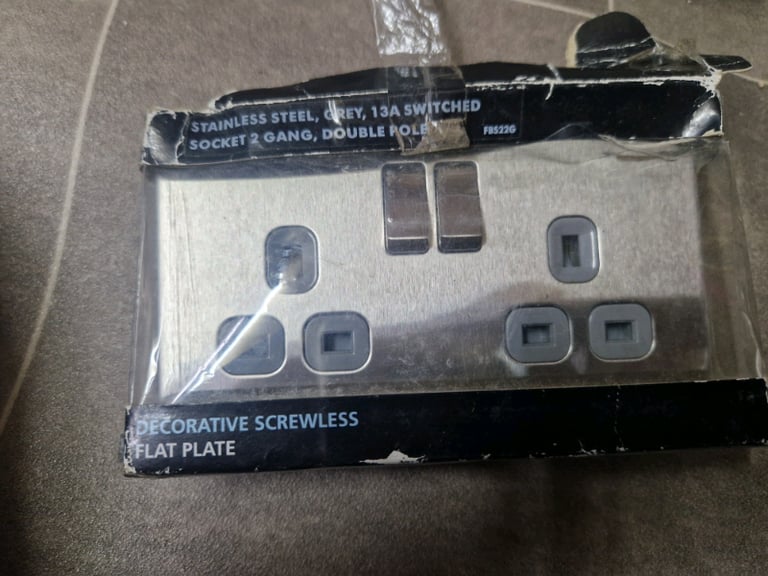 STAINLESS STEEL, GREY, 13A SWITCHED
SOCKET 2 GANG, DOUBLE POLE
FBS22G
DECORATIVE SCREWLESS
FLAT PLATE